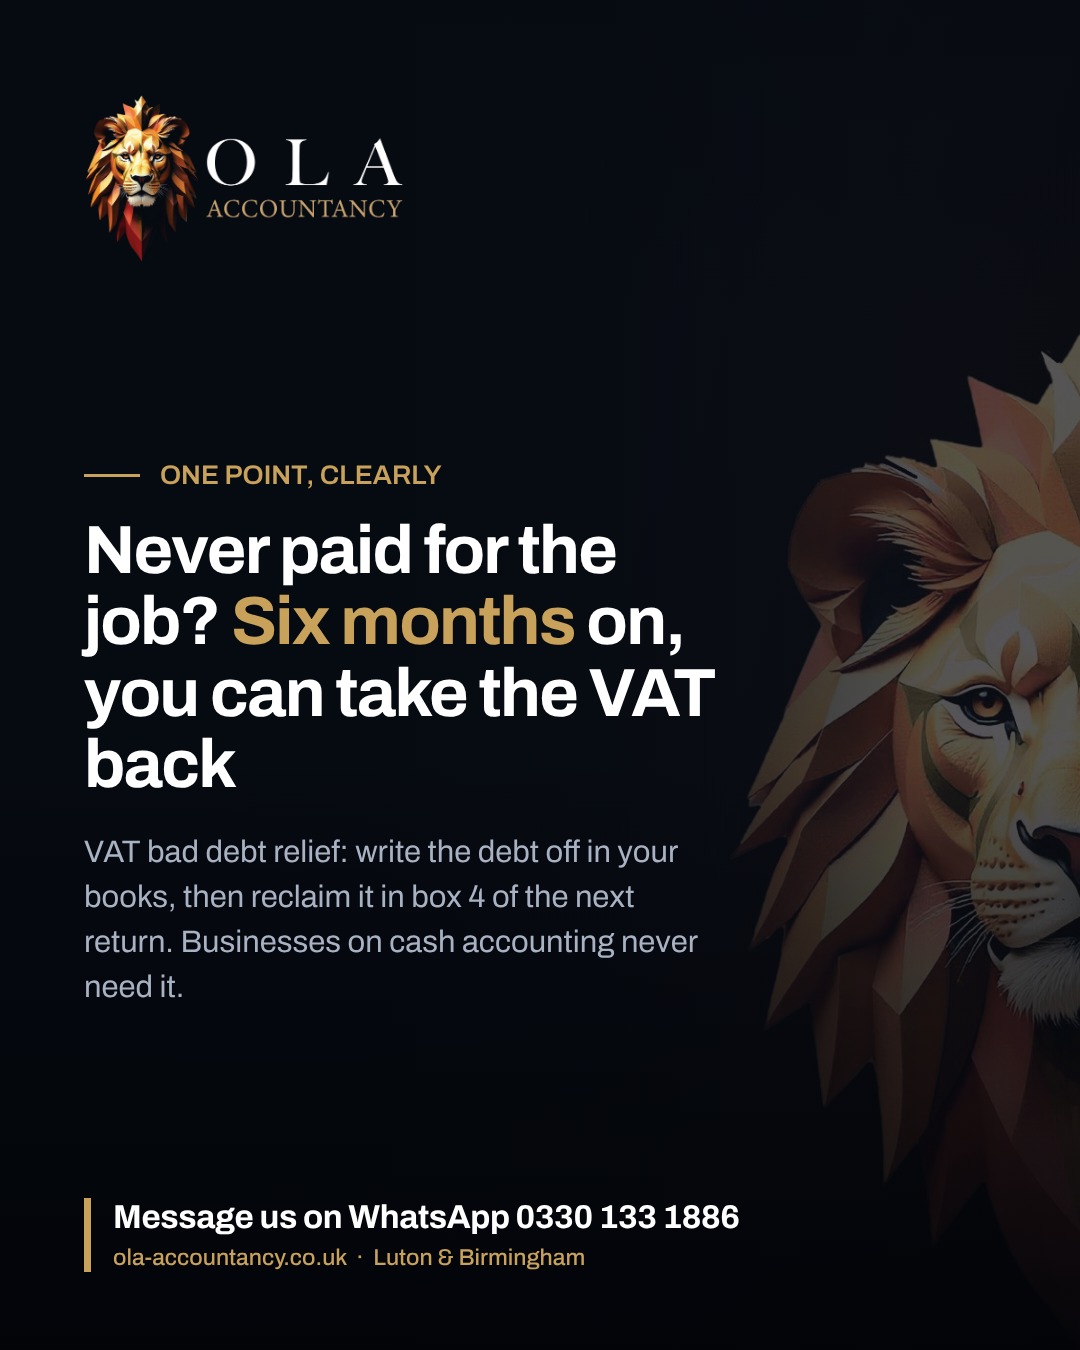 OLA
ACCOUNTANCY
ONE POINT, CLEARLY
Never paid for the
job? Six months on,
you can take the VAT
back
VAT bad debt relief: write the debt off in your
books, then reclaim it in box 4 of the next
return. Businesses on cash accounting never
need it.
Message us on WhatsApp 0330 133 1886
ola-accountancy.co.uk · Luton & Birmingham